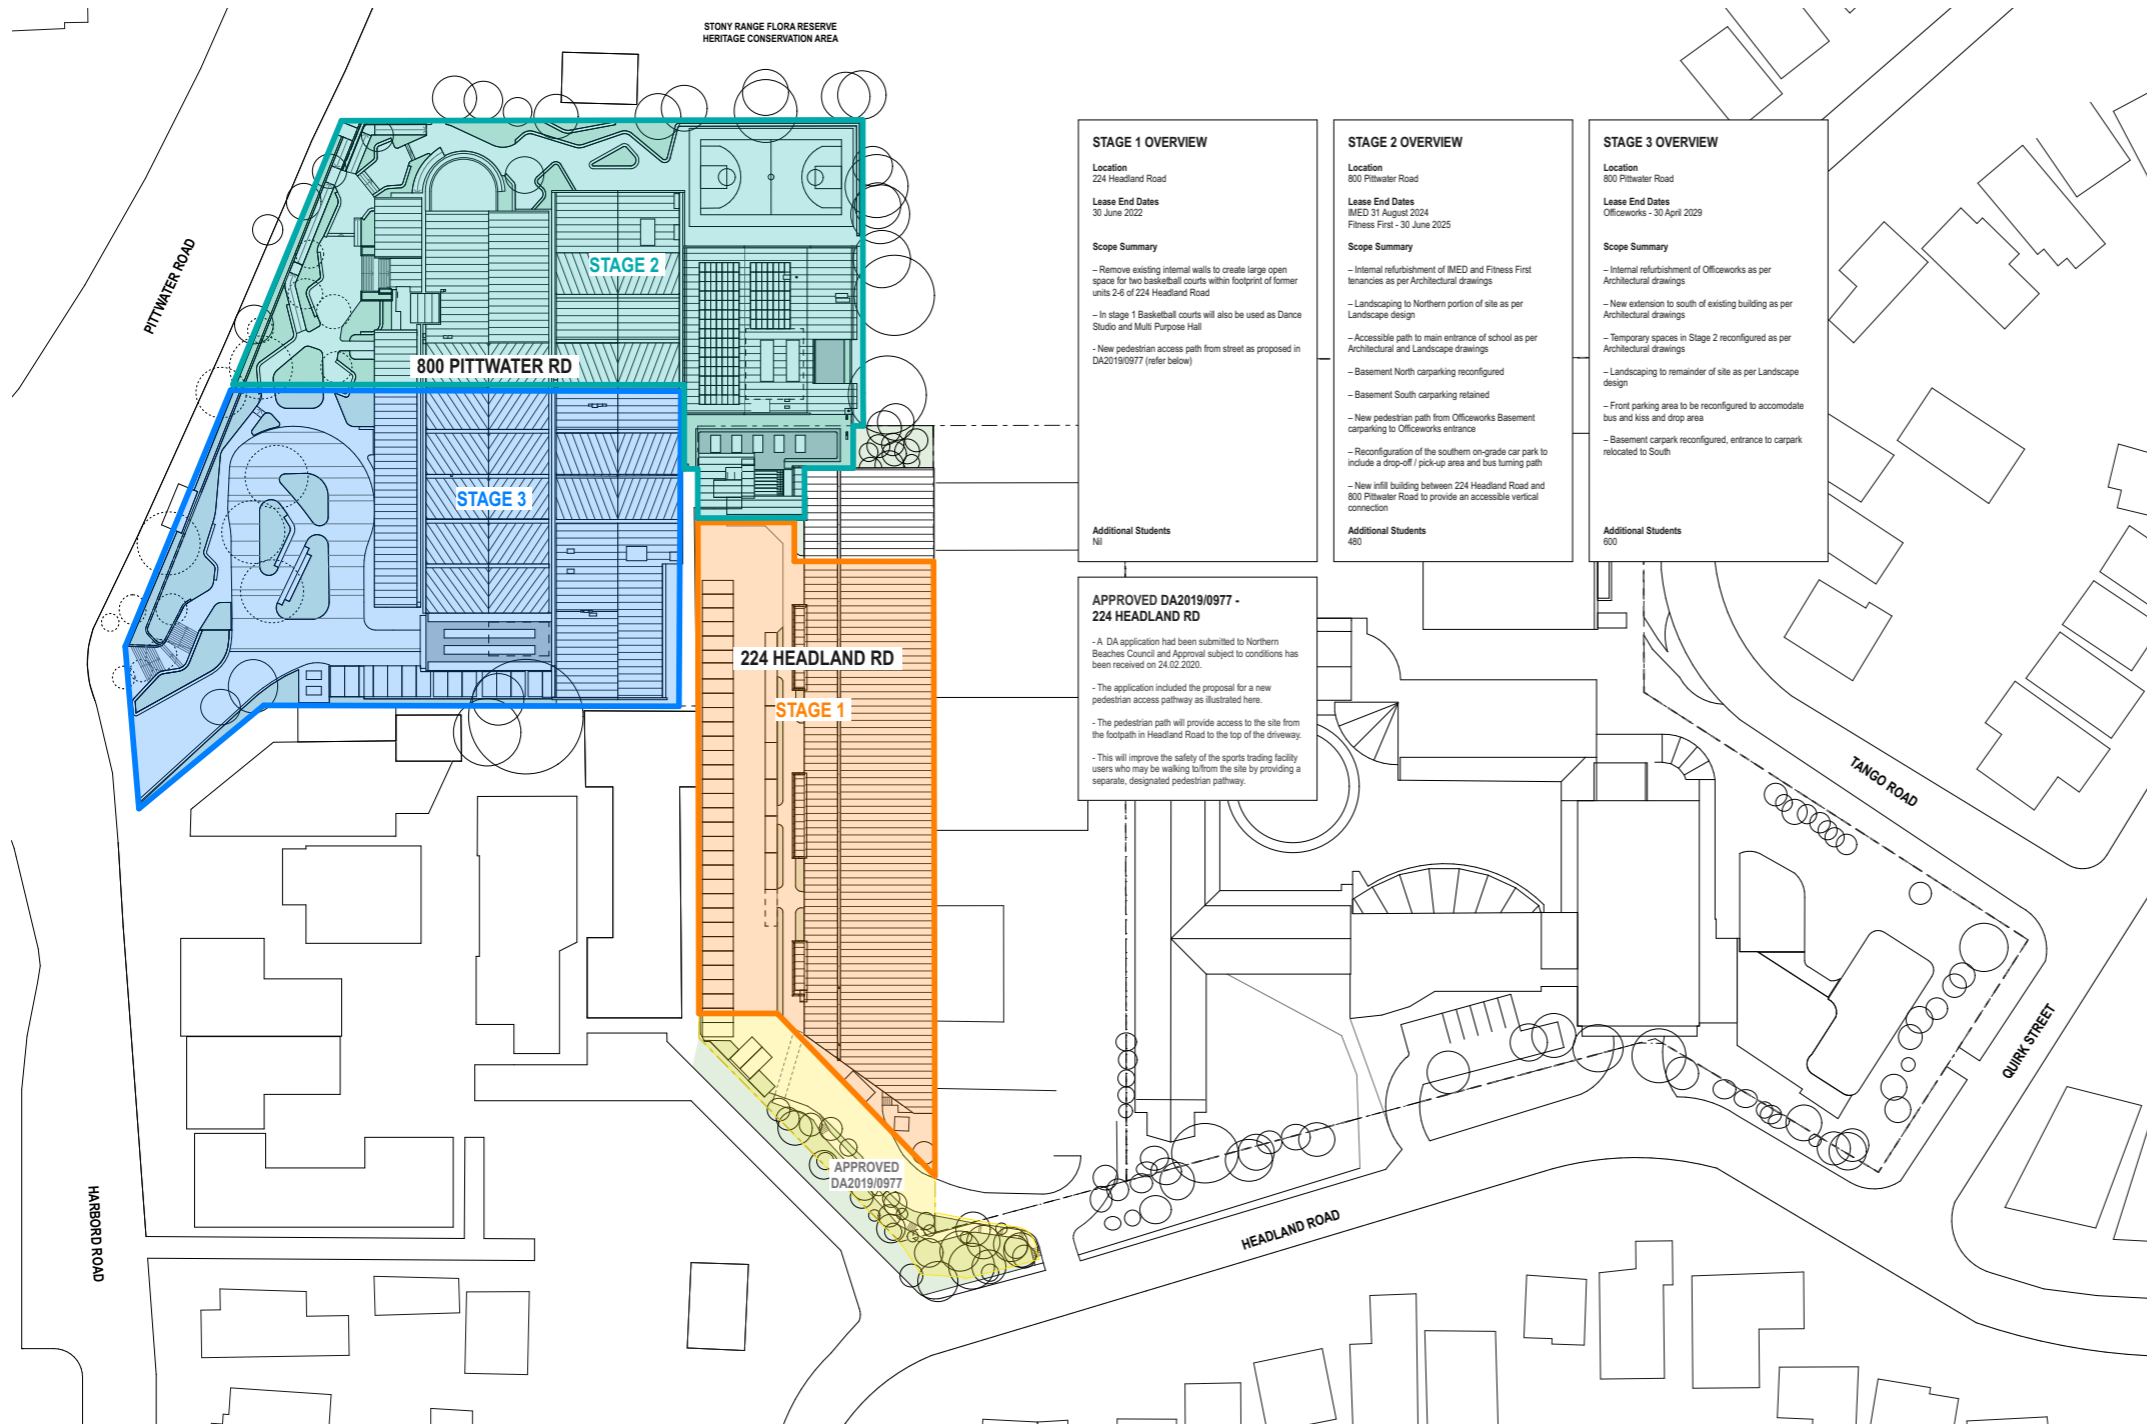 STONY RANGE FLORA RESERVE
HERITAGE CONSERVATION AREA
PITTWATER ROAD
STAGE 2
800 PITTWATER RD
STAGE 3
224 HEADLAND RD
STAGE 1
APPROVED
DA2019/0977
HARBORD ROAD
HEADLAND ROAD
TANGO ROAD
QUIRK STREET
STAGE 1 OVERVIEW
Location
224 Headland Road
Lease End Dates
30 June 2022
Scope Summary
– Remove existing internal walls to create large open
space for two basketball courts within footprint of former
units 2-6 of 224 Headland Road
– In stage 1 Basketball courts will also be used as Dance
Studio and Multi Purpose Hall
- New pedestrian access path from street as proposed in
DA2019/0977 (refer below)
Additional Students
Nil
STAGE 2 OVERVIEW
Location
800 Pittwater Road
Lease End Dates
IMED 31 August 2024
Fitness First - 30 June 2025
Scope Summary
– Internal refurbishment of IMED and Fitness First
tenancies as per Architectural drawings
– Landscaping to Northern portion of site as per
Landscape design
– Accessible path to main entrance of school as per
Architectural and Landscape drawings
– Basement North carparking reconfigured
– Basement South carparking retained
– New pedestrian path from Officeworks Basement
carparking to Officeworks entrance
– Reconfiguration of the southern on-grade car park to
include a drop-off / pick-up area and bus turning path
– New infill building between 224 Headland Road and
800 Pittwater Road to provide an accessible vertical
connection
Additional Students
480
STAGE 3 OVERVIEW
Location
800 Pittwater Road
Lease End Dates
Officeworks - 30 April 2029
Scope Summary
– Internal refurbishment of Officeworks as per
Architectural drawings
– New extension to south of existing building as per
Architectural drawings
– Temporary spaces in Stage 2 reconfigured as per
Architectural drawings
– Landscaping to remainder of site as per Landscape
design
– Front parking area to be reconfigured to accomodate
bus and kiss and drop area
– Basement carpark reconfigured, entrance to carpark
relocated to South
Additional Students
600
APPROVED DA2019/0977 -
224 HEADLAND RD
- A DA application had been submitted to Northern
Beaches Council and Approval subject to conditions has
been received on 24.02.2020.
- The application included the proposal for a new
pedestrian access pathway as illustrated here.
- The pedestrian path will provide access to the site from
the footpath in Headland Road to the top of the driveway.
- This will improve the safety of the sports trading facility
users who may be walking to/from the site by providing a
separate, designated pedestrian pathway.